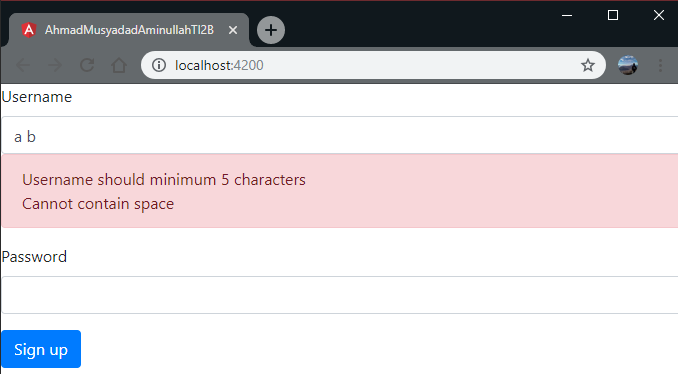 AhmadMusyadadAminullahTI2B
localhost:4200
Username
a b
Username should minimum 5 characters
Cannot contain space
Password
Sign up